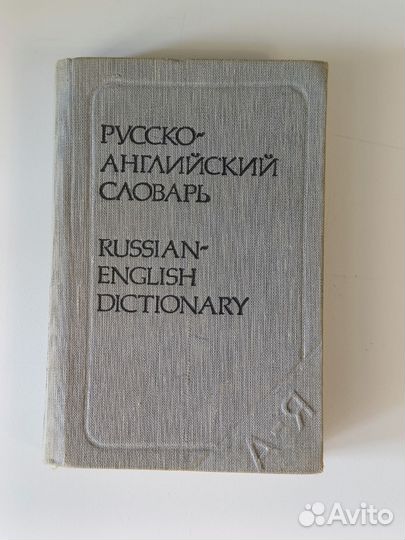 РУССКО-
АНГЛИЙСКИЙ
СЛОВАРЬ
RUSSIAN-
ENGLISH
DICTIONARY
А-Я
Avito